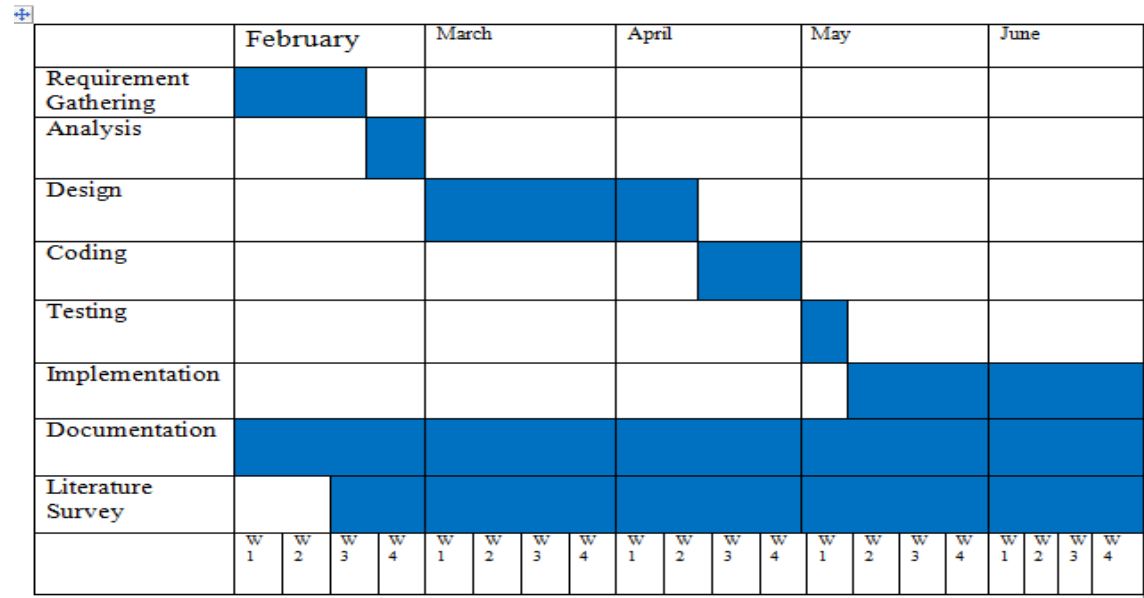 February March April May June
Requirement
Gathering
Analysis
Design
Coding
Testing
Implementation
Documentation
Literature
Survey
W W W W W W W W W W W W W W W W W W W W
1 2 3 4 1 2 3 4 1 2 3 4 1 2 3 4 1 2 3 4